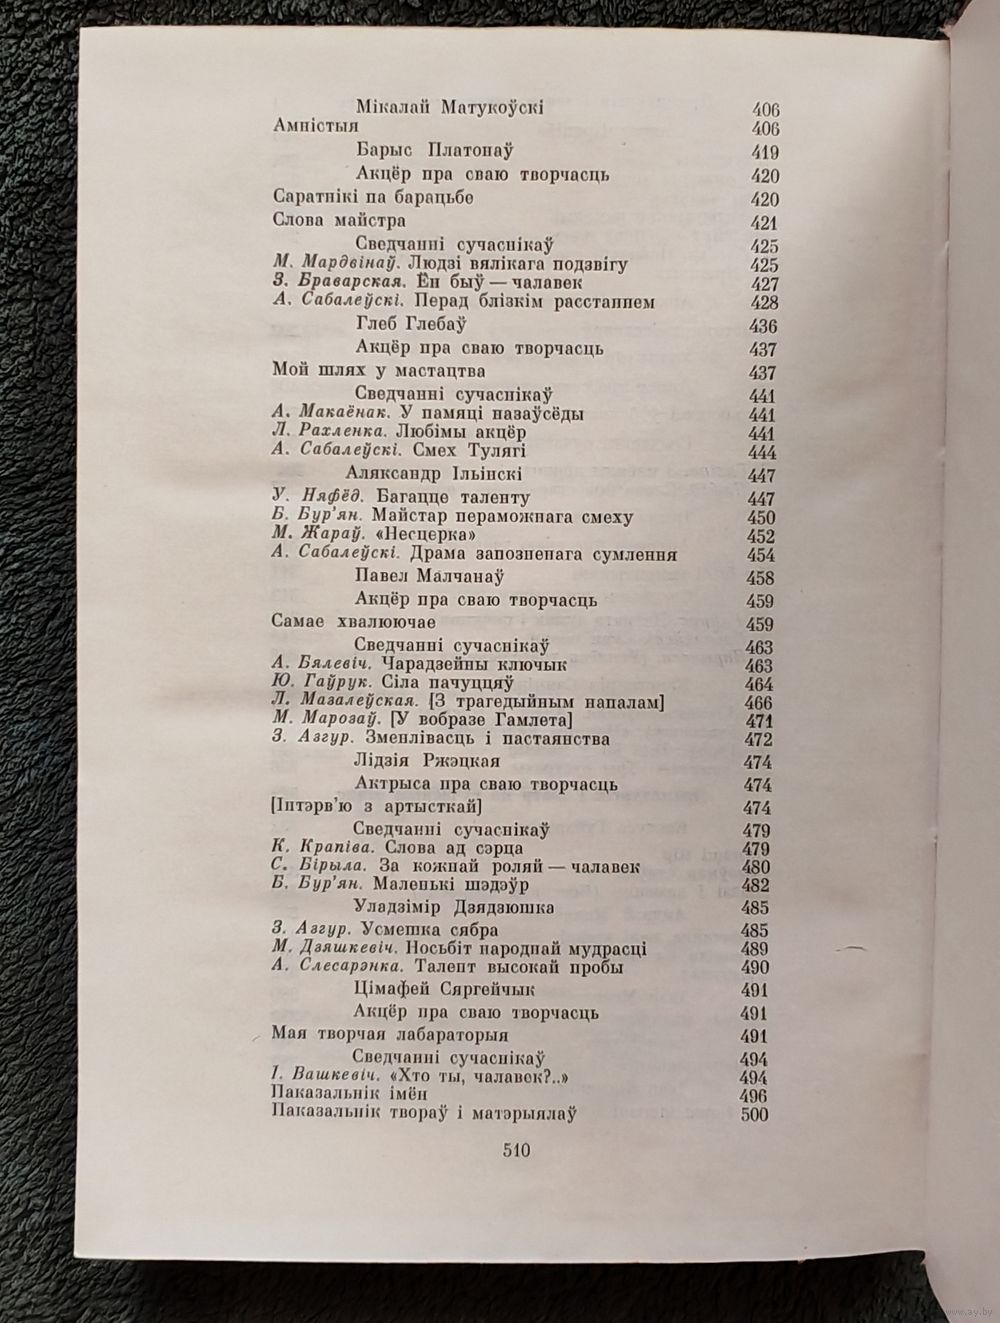 Мікалай Матукоўскі 406
Амністыя 406
Барыс Платонаў 419
Акцёр пра сваю творчасць 420
Саратнікі па барацьбе 420
Слова майстра 421
Сведчанні сучаснікаў 425
М. Мардвінаў. Людзі вялікага подзвігу 425
З. Браварская. Ён быў — чалавек 427
А. Сабалеўскі. Перад блізкім расстаннем 428
Глеб Глебаў 436
Акцёр пра сваю творчасць 437
Мой шлях у мастацтва 437
Сведчанні сучаснікаў 441
А. Макаёнак. У памяці назаўсёды 441
Л. Рахленка. Любімы акцёр 441
А. Сабалеўскі. Смех Тулягі 444
Аляксандр Ільінскі 447
У. Няфёд. Багацце таленту 447
Б. Бур’ян. Майстар пераможнага смеху 450
М. Жараў. «Несцерка» 452
А. Сабалеўскі. Драма запозненага сумлення 454
Павел Малчанаў 458
Акцёр пра сваю творчасць 459
Самае хвалюючае 459
Сведчанні сучаснікаў 463
А. Бялевіч. Чарадзейны ключык 463
Ю. Гаўрук. Сіла пачуццяў 464
Л. Мазалеўская. [З трагедыйным напалам] 466
М. Марозаў. [У вобразе Гамлета] 471
З. Азгур. Зменлівасць і пастаянства 472
Лідзія Ржэцкая 474
Актрыса пра сваю творчасць 474
[Інтэрв’ю з артысткай] 474
Сведчанні сучаснікаў 479
К. Крапіва. Слова ад сэрца 479
С. Бірыла. За кожнай роляй — чалавек 480
Б. Бур’ян. Маленькі шэдэўр 482
Уладзімір Дзядзюшка 485
З. Азгур. Усмешка сябра 485
М. Дзяшкевіч. Носьбіт народнай мудрасці 489
А. Слесарэнка. Талент высокай пробы 490
Цімафей Сяргейчык 491
Акцёр пра сваю творчасць 491
Мая творчая лабараторыя 491
Сведчанні сучаснікаў 494
І. Вашкевіч. «Хто ты, чалавек?..» 494
Паказальнік імён 496
Паказальнік твораў і матэрыялаў 500
510
www.ay.by